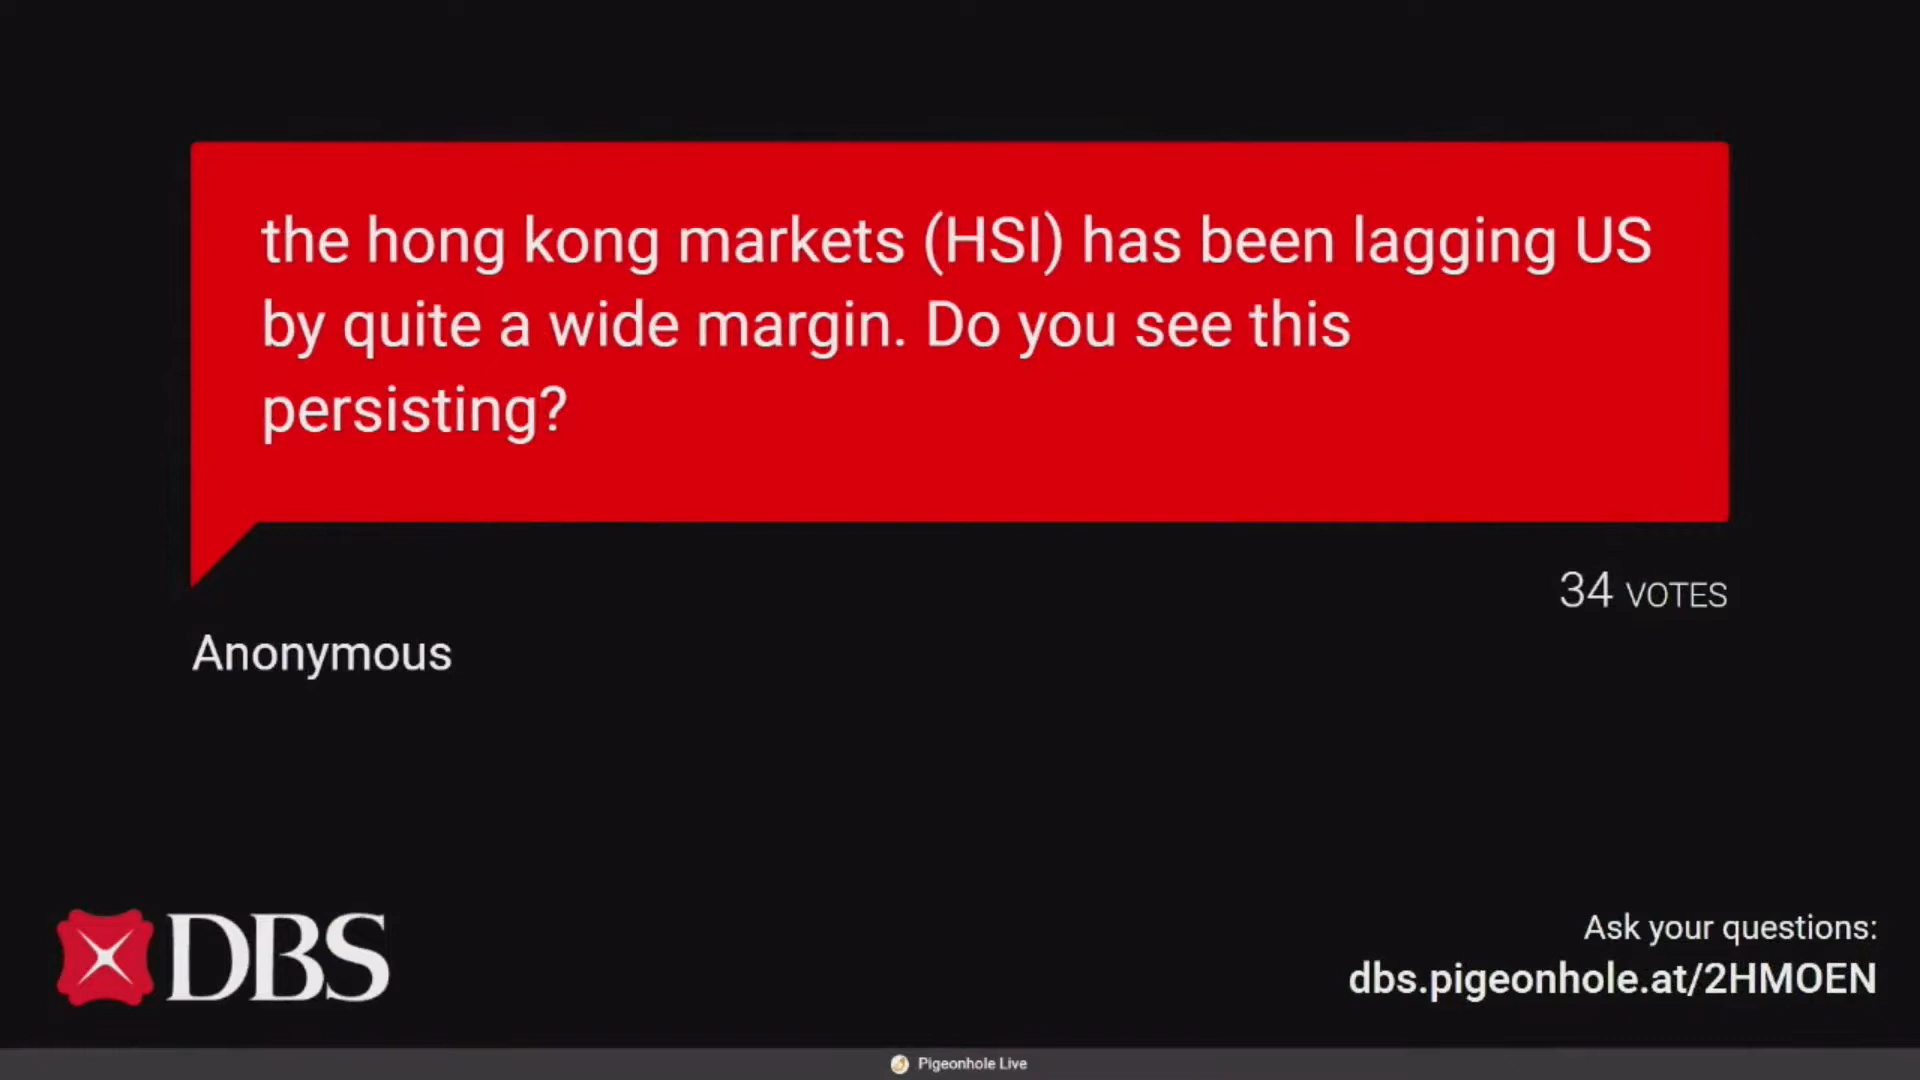 the hong kong markets (HSI) has been lagging US
by quite a wide margin. Do you see this
persisting?
34 VOTES
Anonymous
DBS
Ask your questions:
dbs.pigeonhole.at/2HMOEN
Pigeonhole Live